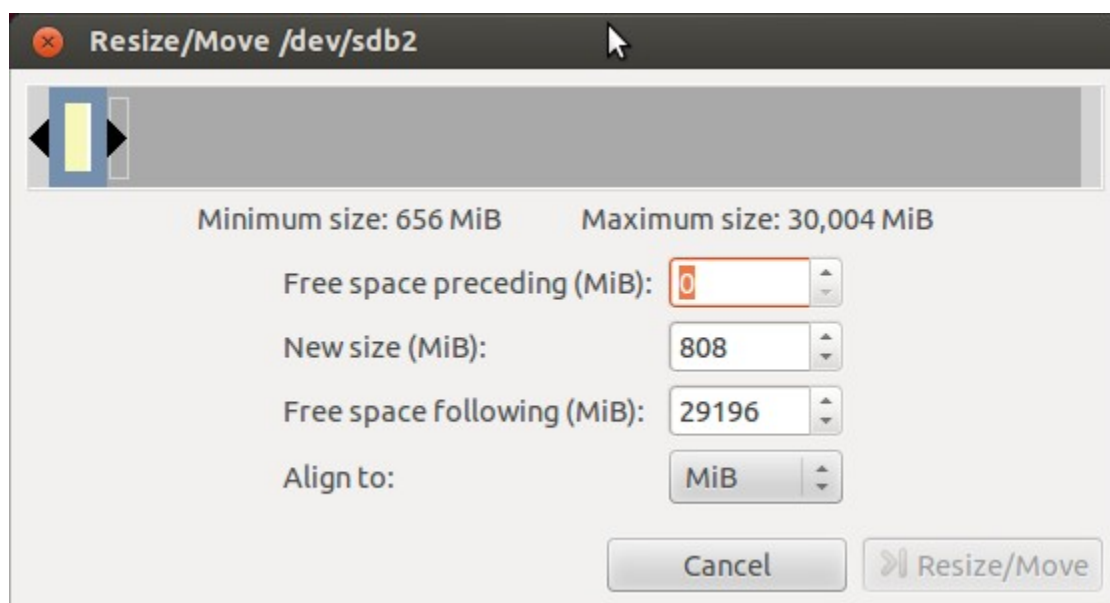 Resize/Move /dev/sdb2
Minimum size: 656 MiB Maximum size: 30,004 MiB
Free space preceding (MiB): 0
New size (MiB): 808
Free space following (MiB): 29196
Align to: MiB
Cancel Resize/Move